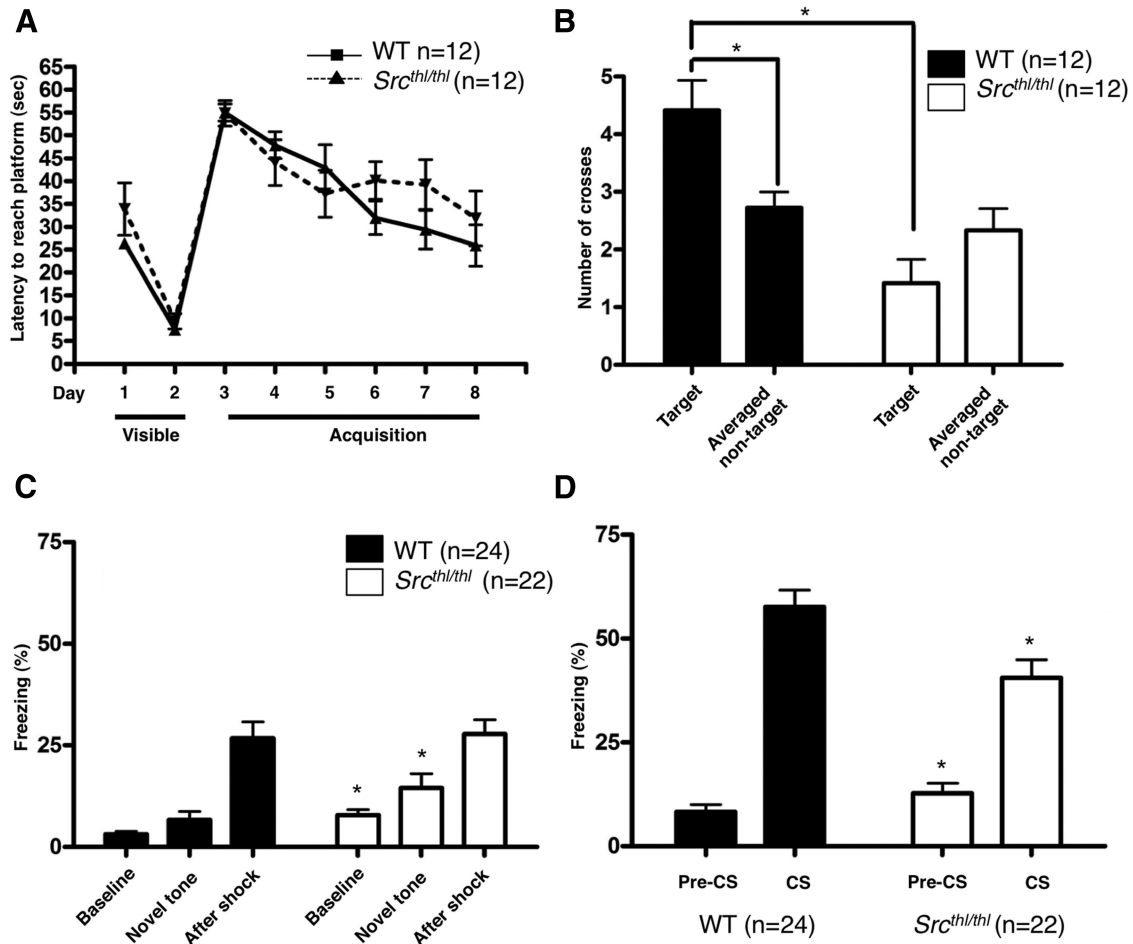 A
WT n=12)
Src^thl/thl (n=12)
Latency to reach platform (sec)
65
60
55
50
45
40
35
30
25
20
15
10
5
0
Day 1 2 3 4 5 6 7 8
Visible Acquisition
B
*
*
WT (n=12)
Src^thl/thl (n=12)
Number of crosses
5
4
3
2
1
0
Target
Averaged
non-target
Target
Averaged
non-target
C
WT (n=24)
Src^thl/thl (n=22)
Freezing (%)
75
50
25
0
*
*
Baseline
Novel tone
After shock
Baseline
Novel tone
After shock
D
Freezing (%)
75
50
25
0
*
*
Pre-CS CS Pre-CS CS
WT (n=24) Src^thl/thl (n=22)